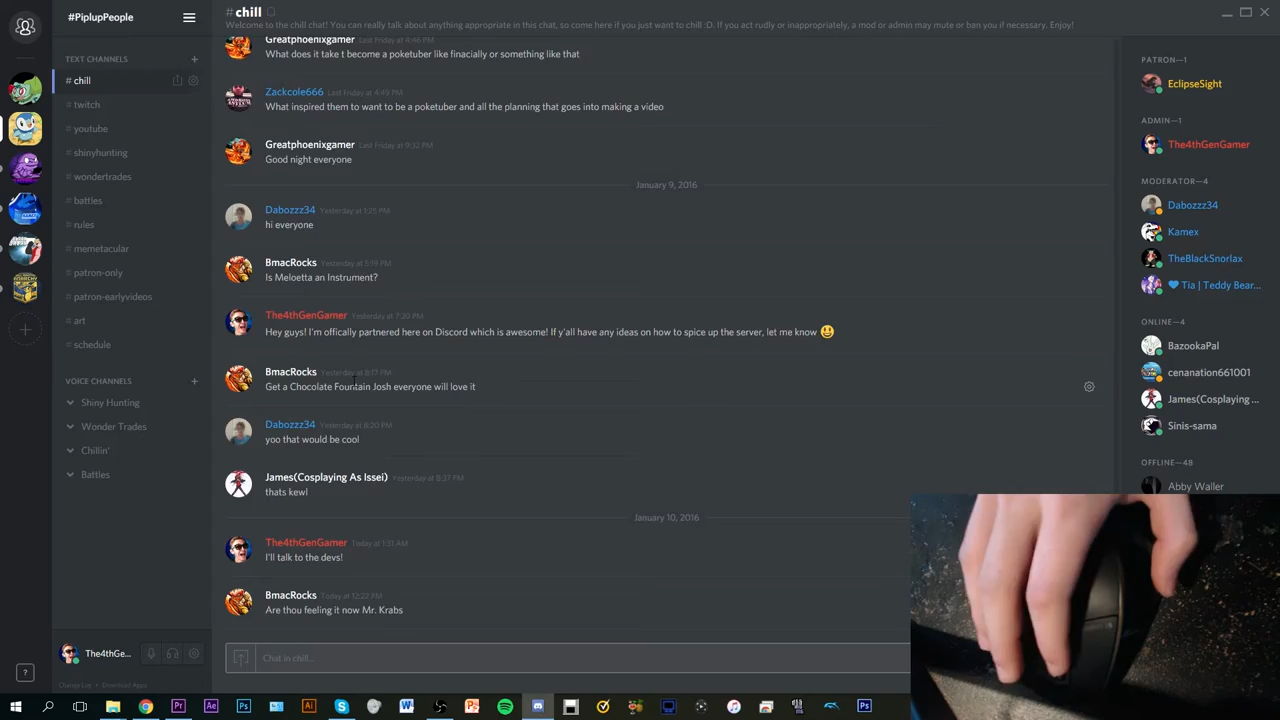 #PiplupPeople
TEXT CHANNELS
# chill
# twitch
# youtube
# shinyhunting
# wondertrades
# battles
# rules
# memetacular
# patron-only
# patron-earlyvideos
# art
# schedule
VOICE CHANNELS
Shiny Hunting
Wonder Trades
Chillin'
Battles
The4thGe...
Change Log • Download Apps
?
# chill
Welcome to the chill chat! You can really talk about anything appropriate in this chat, so come here if you just want to chill :D. If you act rudly or inappropriately, a mod or admin may mute or ban you if necessary. Enjoy!
Greatphoenixgamer Last Friday at 4:46 PM
What does it take t become a poketuber like finacially or something like that
Zackcole666 Last Friday at 4:49 PM
What inspired them to want to be a poketuber and all the planning that goes into making a video
Greatphoenixgamer Last Friday at 9:32 PM
Good night everyone
January 9, 2016
Dabozzz34 Yesterday at 1:25 PM
hi everyone
BmacRocks Yesterday at 5:19 PM
Is Meloetta an Instrument?
The4thGenGamer Yesterday at 7:20 PM
Hey guys! I'm offically partnered here on Discord which is awesome! If y'all have any ideas on how to spice up the server, let me know 😃
BmacRocks Yesterday at 8:17 PM
Get a Chocolate Fountain Josh everyone will love it
Dabozzz34 Yesterday at 8:20 PM
yoo that would be cool
James(Cosplaying As Issei) Yesterday at 8:37 PM
thats kewl
January 10, 2016
The4thGenGamer Today at 1:31 AM
I'll talk to the devs!
BmacRocks Today at 12:22 PM
Are thou feeling it now Mr. Krabs
Chat in chill...
PATRON—1
EclipseSight
ADMIN—1
The4thGenGamer
MODERATOR—4
Dabozzz34
Kamex
TheBlackSnorlax
Tia | Teddy Bear...
ONLINE—4
BazookaPal
cenanation661001
James(Cosplaying ...
Sinis-sama
OFFLINE—48
Abby Waller
Pr
Ae
Ps
Ai
Ps